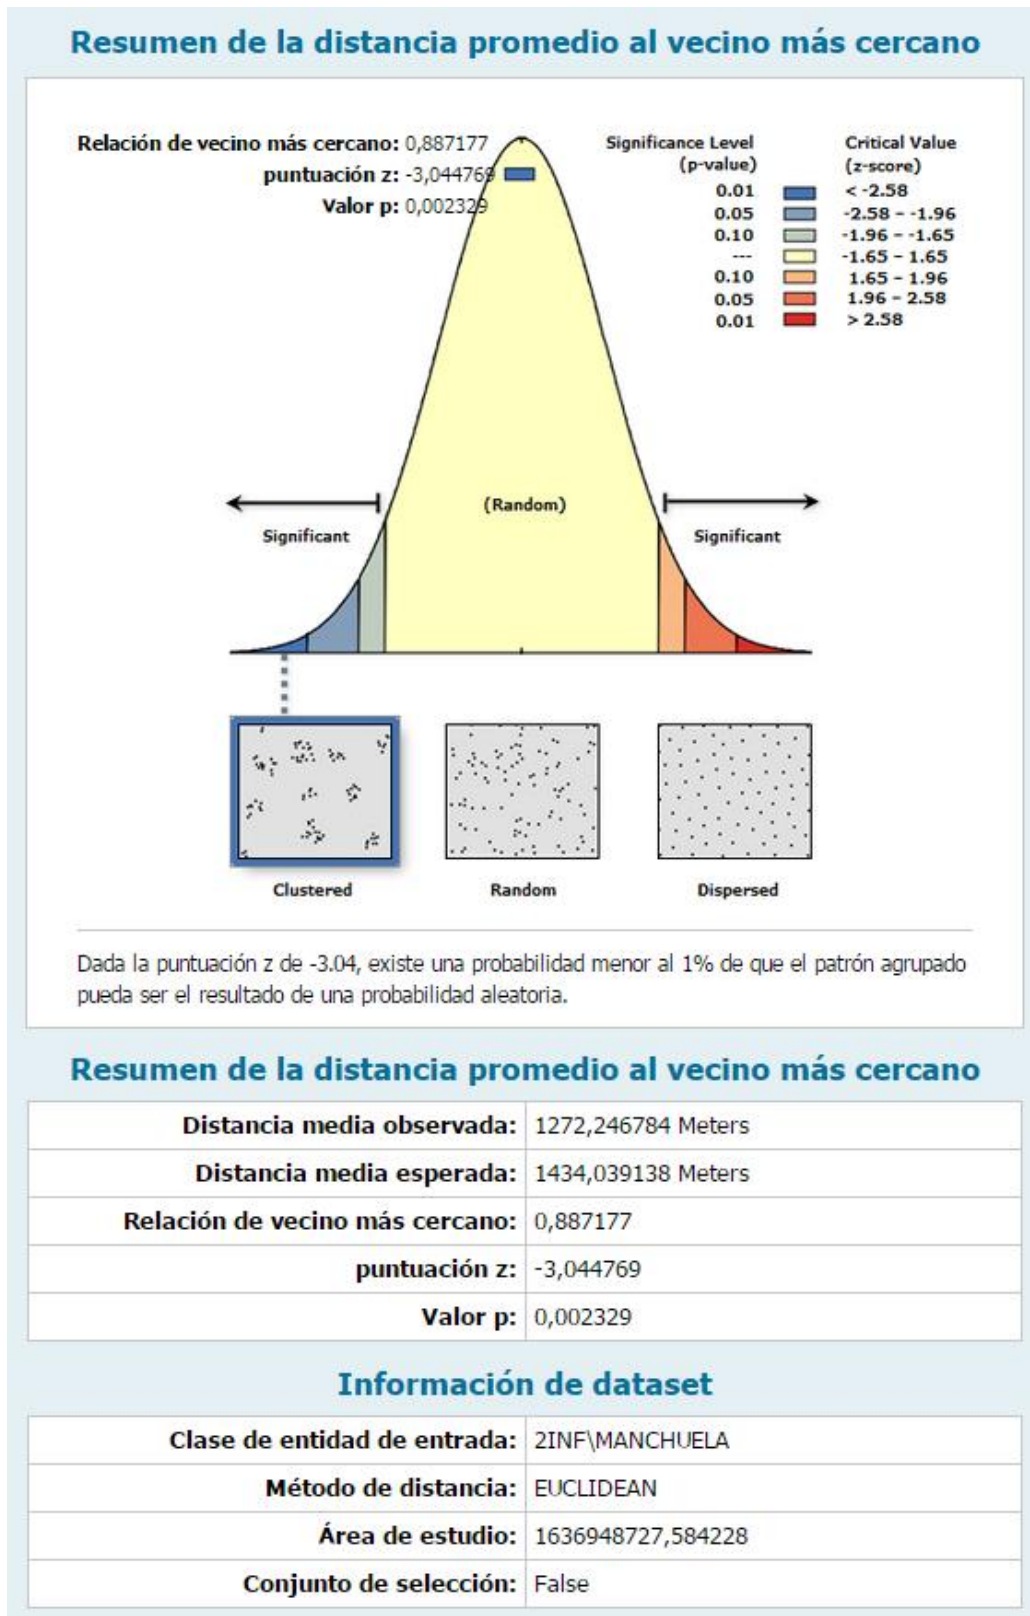 Resumen de la distancia promedio al vecino más cercano
Relación de vecino más cercano: 0,887177
puntuación z: -3,044769
Valor p: 0,002329
Significance Level (p-value) Critical Value (z-score)
0.01 < -2.58
0.05 -2.58 - -1.96
0.10 -1.96 - -1.65
--- -1.65 - 1.65
0.10 1.65 - 1.96
0.05 1.96 - 2.58
0.01 > 2.58
(Random)
Significant Significant
Clustered Random Dispersed
Dada la puntuación z de -3.04, existe una probabilidad menor al 1% de que el patrón agrupado
pueda ser el resultado de una probabilidad aleatoria.
Resumen de la distancia promedio al vecino más cercano
Distancia media observada: 1272,246784 Meters
Distancia media esperada: 1434,039138 Meters
Relación de vecino más cercano: 0,887177
puntuación z: -3,044769
Valor p: 0,002329
Información de dataset
Clase de entidad de entrada: 2INF\MANCHUELA
Método de distancia: EUCLIDEAN
Área de estudio: 1636948727,584228
Conjunto de selección: False